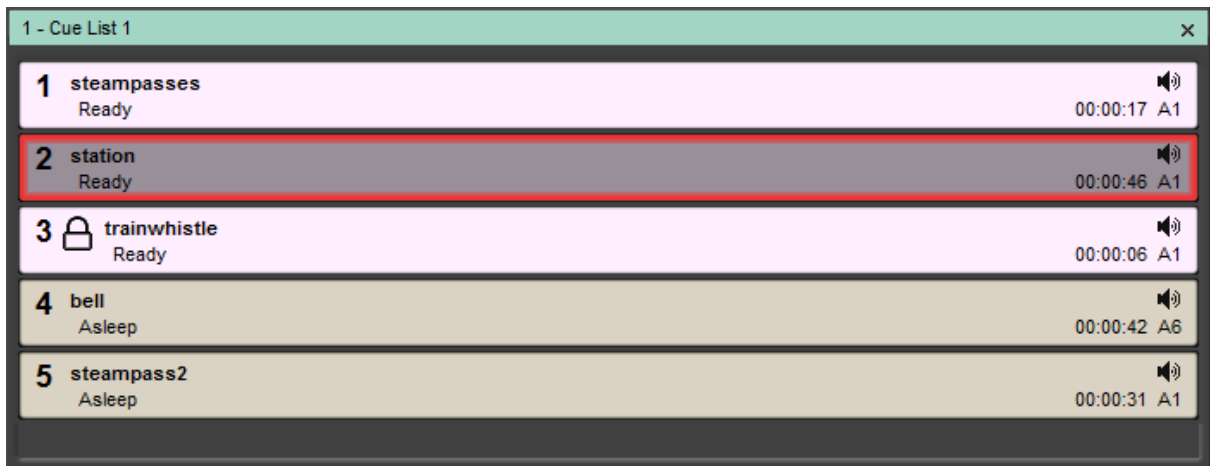 1 - Cue List 1
1 steampasses
Ready 00:00:17 A1
2 station
Ready 00:00:46 A1
3 trainwhistle
Ready 00:00:06 A1
4 bell
Asleep 00:00:42 A6
5 steampass2
Asleep 00:00:31 A1